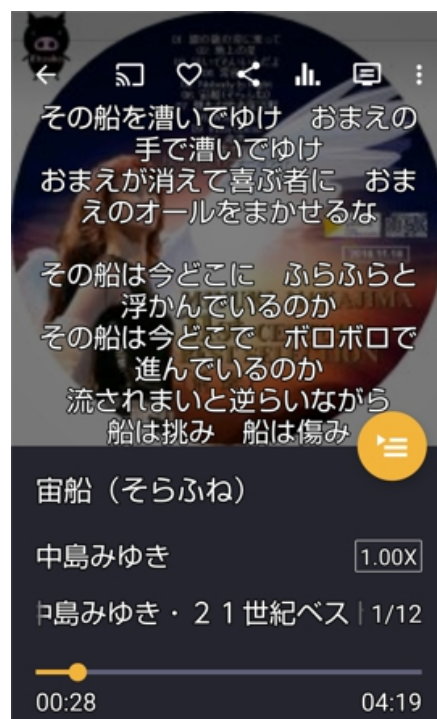 その船を漕いでゆけ　おまえの
手で漕いでゆけ
おまえが消えて喜ぶ者に　おま
えのオールをまかせるな
その船は今どこに　ふらふらと
浮かんでいるのか
その船は今どこで　ボロボロで
進んでいるのか
流されまいと逆らいながら
船は挑み　船は傷み
宙船（そらふね）
中島みゆき
1.00X
中島みゆき・２１世紀ベス
1/12
00:28
04:19